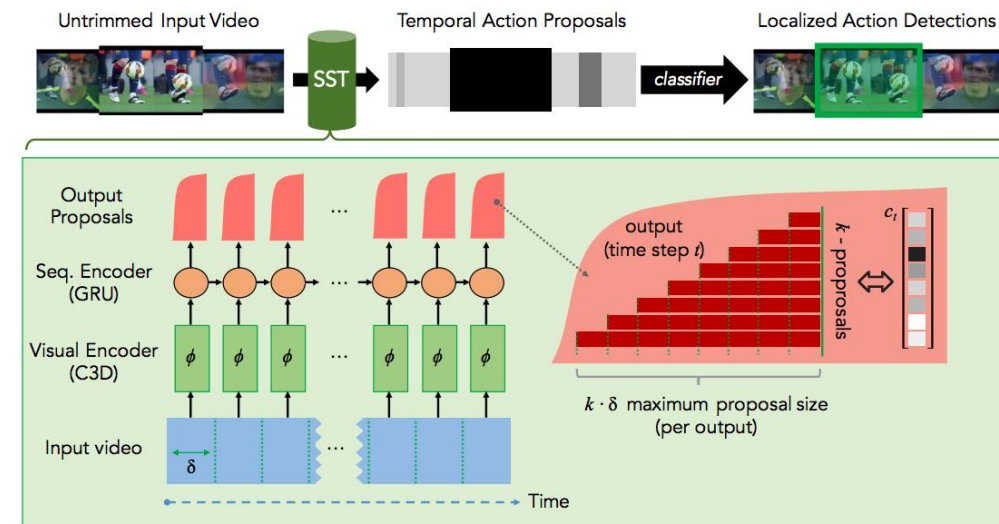 Untrimmed Input Video
Temporal Action Proposals
Localized Action Detections
SST
classifier
Output
Proposals
...
...
output
(time step t)
k - proprosals
c_t
Seq. Encoder
(GRU)
...
Visual Encoder
(C3D)
ϕ ϕ ϕ ... ϕ ϕ ϕ
k · δ maximum proposal size
(per output)
Input video
...
δ
Time